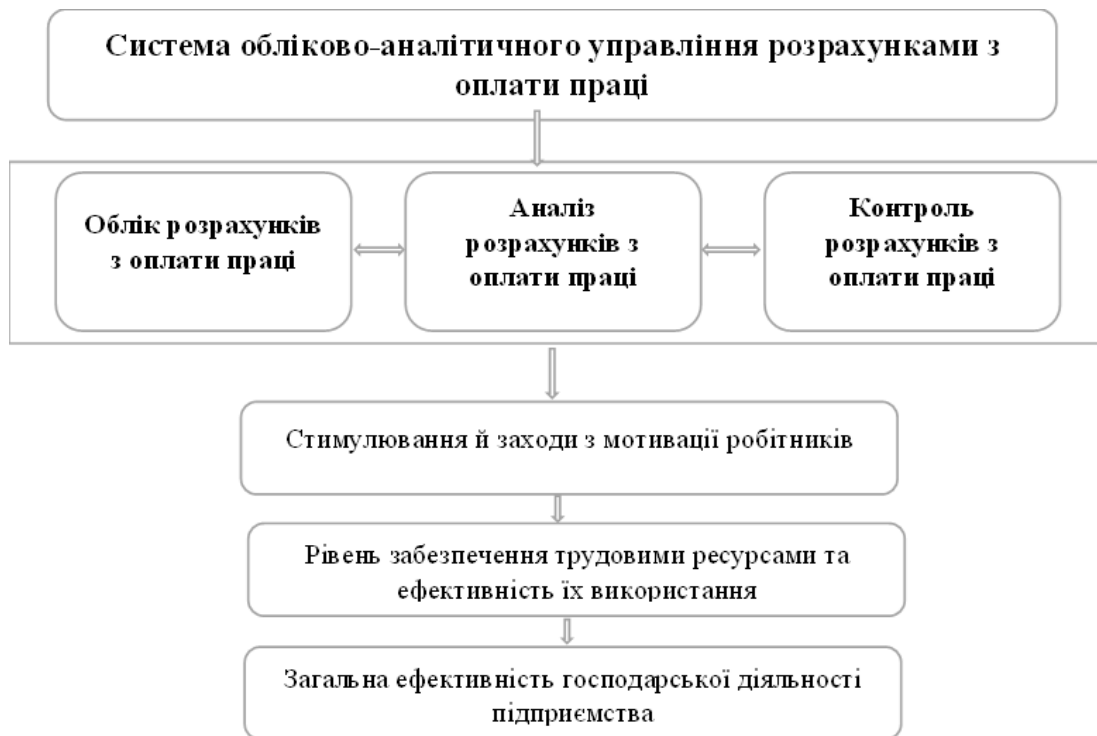 Система обліково-аналітичного управління розрахунками з
оплати праці
Облік розрахунків
з оплати праці
Аналіз
розрахунків з
оплати праці
Контроль
розрахунків з
оплати праці
Стимулювання й заходи з мотивації робітників
Рівень забезпечення трудовими ресурсами та
ефективність їх використання
Загальна ефективність господарської діяльності
підприємства